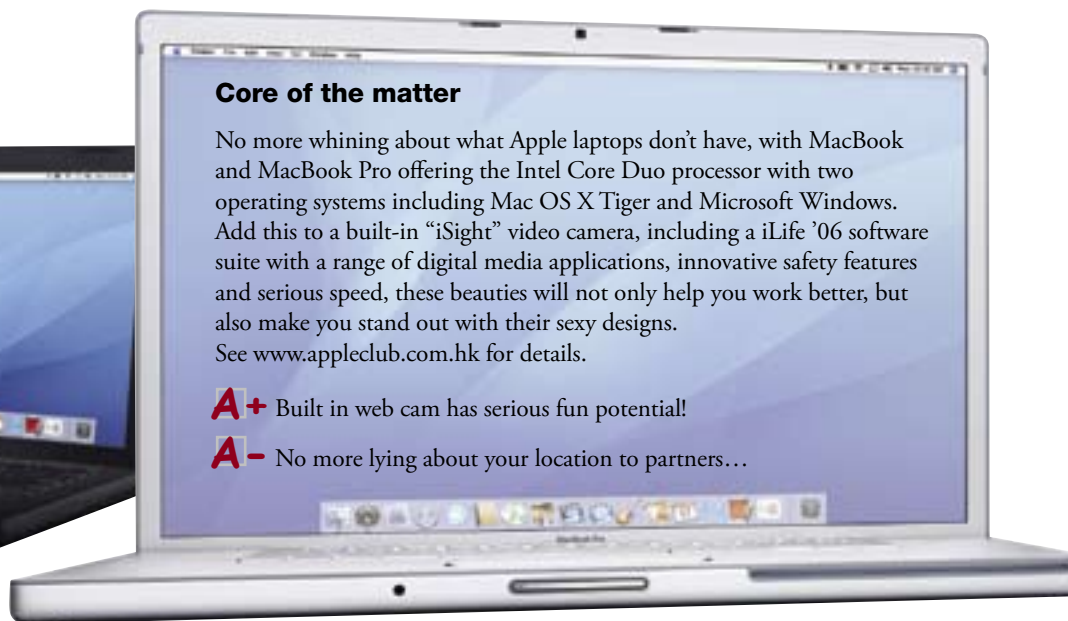 Core of the matter
No more whining about what Apple laptops don’t have, with MacBook
and MacBook Pro offering the Intel Core Duo processor with two
operating systems including Mac OS X Tiger and Microsoft Windows.
Add this to a built-in “iSight” video camera, including a iLife ’06 software
suite with a range of digital media applications, innovative safety features
and serious speed, these beauties will not only help you work better, but
also make you stand out with their sexy designs.
See www.appleclub.com.hk for details.
A+ Built in web cam has serious fun potential!
A- No more lying about your location to partners…
MacBook Pro